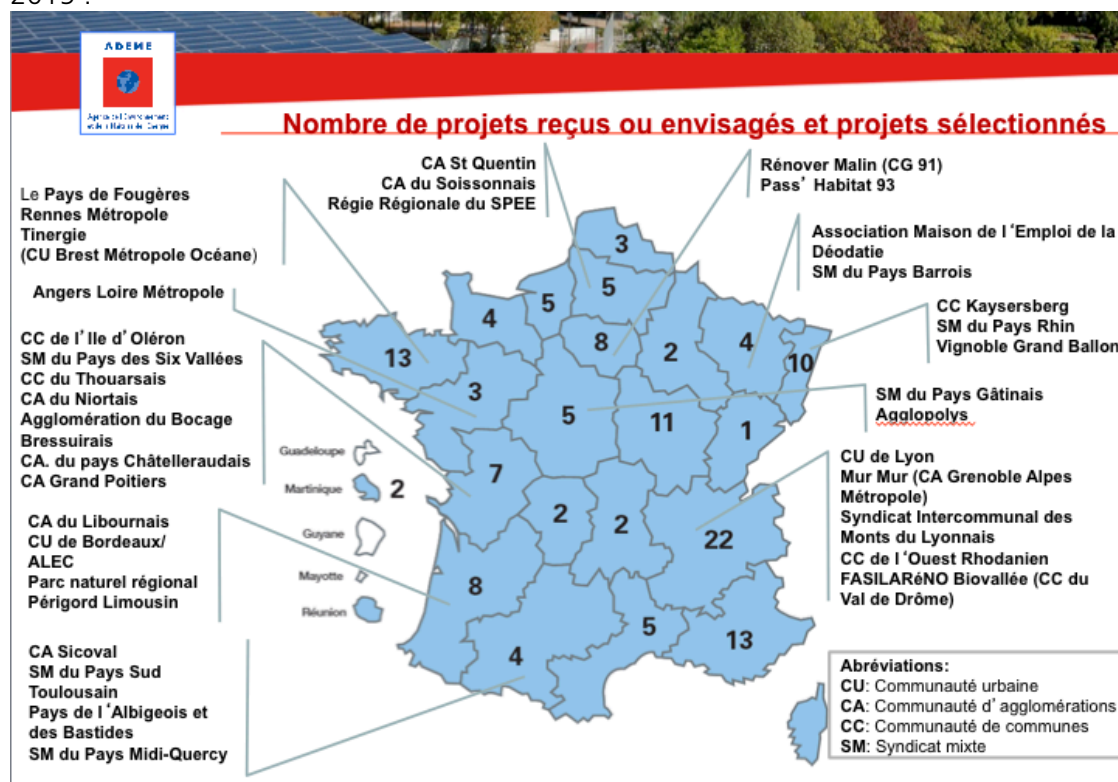 2015 :
ADEME
Agence de l'Environnement
et de la Maîtrise de l'Energie
Nombre de projets reçus ou envisagés et projets sélectionnés
CA St Quentin
CA du Soissonnais
Régie Régionale du SPEE
Rénover Malin (CG 91)
Pass' Habitat 93
Le Pays de Fougères
Rennes Métropole
Tinergie
(CU Brest Métropole Océane)
Association Maison de l'Emploi de la
Déodatie
SM du Pays Barrois
Angers Loire Métropole
CC Kaysersberg
SM du Pays Rhin
Vignoble Grand Ballon
CC de l'Ile d'Oléron
SM du Pays des Six Vallées
CC du Thouarsais
CA du Niortais
Agglomération du Bocage
Bressuirais
CA. du pays Châtelleraudais
CA Grand Poitiers
SM du Pays Gâtinais
Agglopolys
CU de Lyon
Mur Mur (CA Grenoble Alpes
Métropole)
Syndicat Intercommunal des
Monts du Lyonnais
CC de l'Ouest Rhodanien
FASILARéNO Biovallée (CC du
Val de Drôme)
CA du Libournais
CU de Bordeaux/
ALEC
Parc naturel régional
Périgord Limousin
CA Sicoval
SM du Pays Sud
Toulousain
Pays de l'Albigeois et
des Bastides
SM du Pays Midi-Quercy
3
5
5
4
8
2
4
10
13
3
5
11
1
7
2
2
22
8
4
5
13
Guadeloupe
Martinique
2
Guyane
Mayotte
Réunion
Abréviations:
CU: Communauté urbaine
CA: Communauté d'agglomérations
CC: Communauté de communes
SM: Syndicat mixte